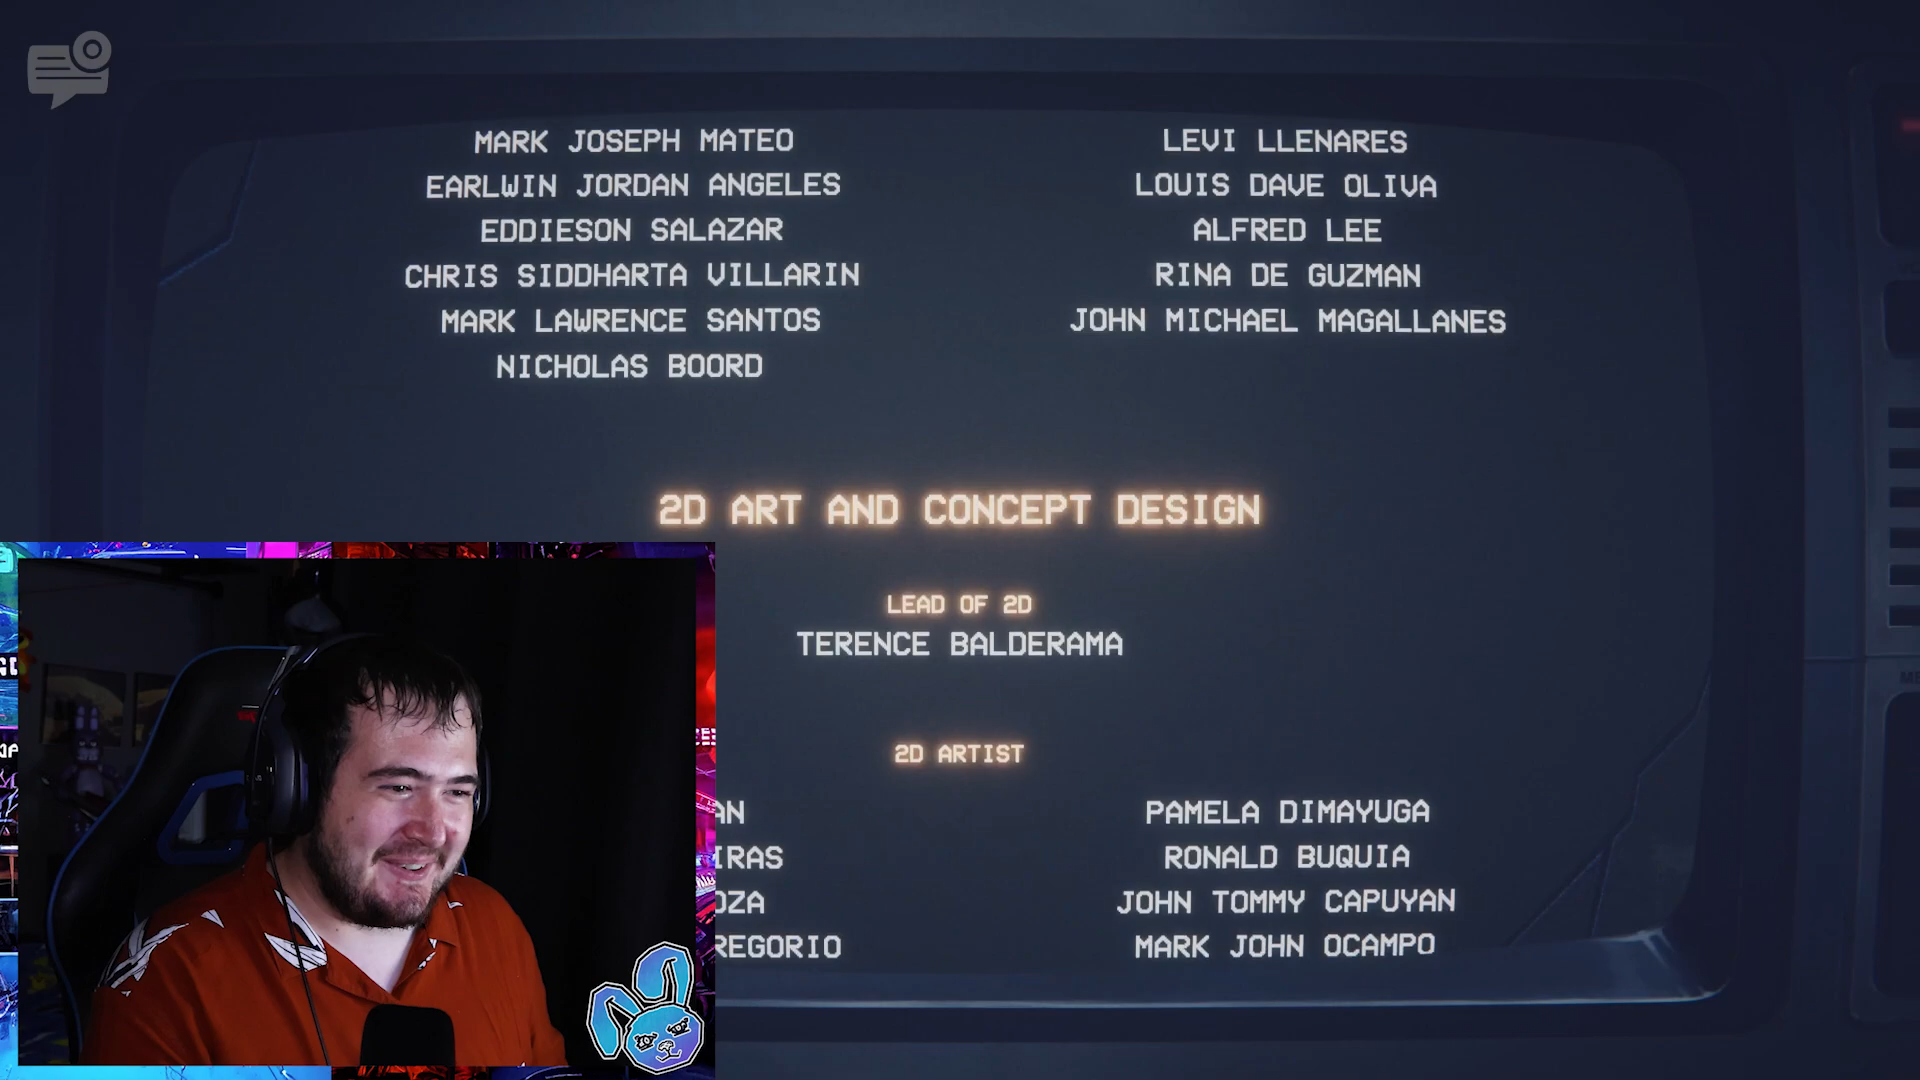 MARK JOSEPH MATEO
LEVI LLENARES
EARLWIN JORDAN ANGELES
LOUIS DAVE OLIVA
EDDIESON SALAZAR
ALFRED LEE
CHRIS SIDDHARTA VILLARIN
RINA DE GUZMAN
MARK LAWRENCE SANTOS
JOHN MICHAEL MAGALLANES
NICHOLAS BOORD
2D ART AND CONCEPT DESIGN
LEAD OF 2D
TERENCE BALDERAMA
2D ARTIST
PAMELA DIMAYUGA
RONALD BUQUIA
JOHN TOMMY CAPUYAN
MARK JOHN OCAMPO